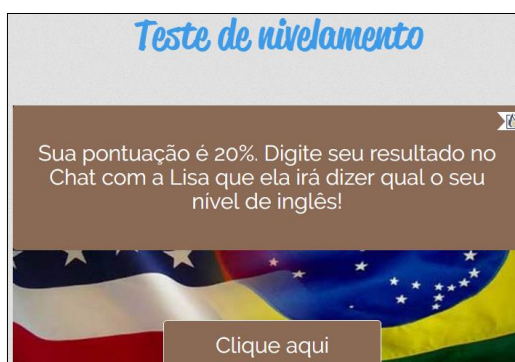 Teste de nivelamento
Sua pontuação é 20%. Digite seu resultado no
Chat com a Lisa que ela irá dizer qual o seu
nível de inglês!
Clique aqui